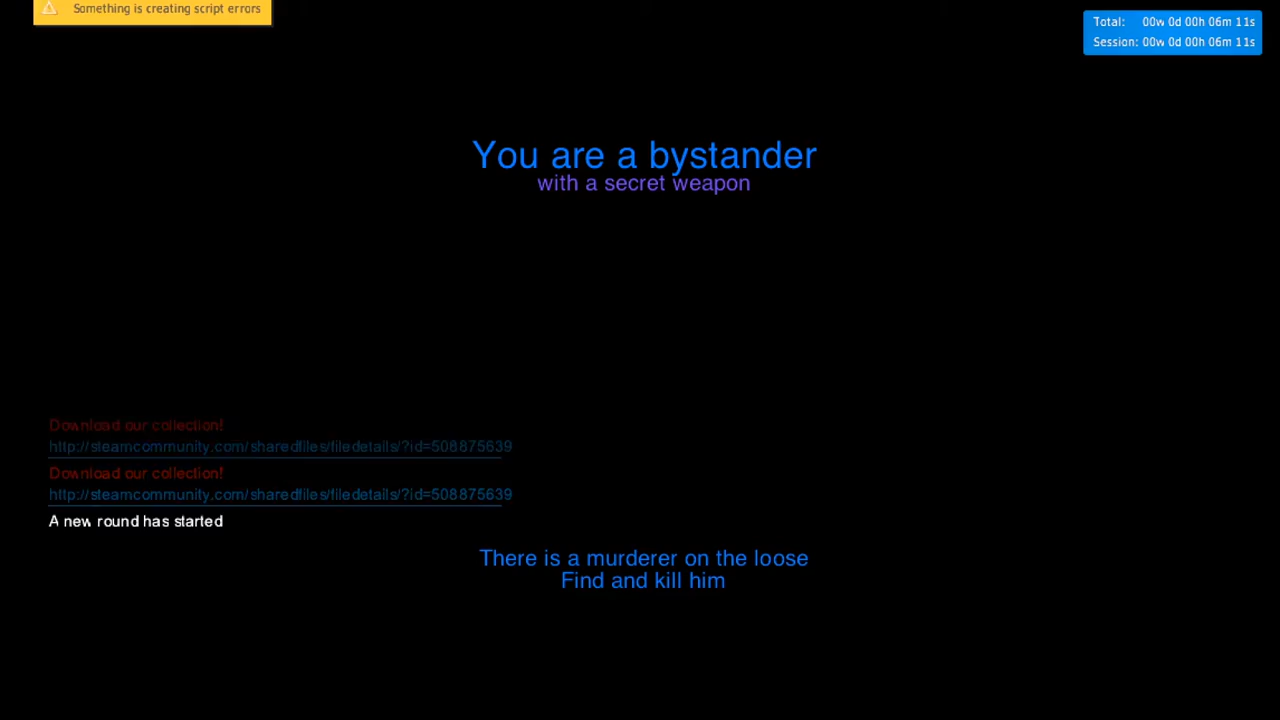 Something is creating script errors
Total: 00w 0d 00h 06m 11s
Session: 00w 0d 00h 06m 11s
You are a bystander
with a secret weapon
Download our collection!
http://steamcommunity.com/sharedfiles/filedetails/?id=508875639
Download our collection!
http://steamcommunity.com/sharedfiles/filedetails/?id=508875639
A new round has started
There is a murderer on the loose
Find and kill him